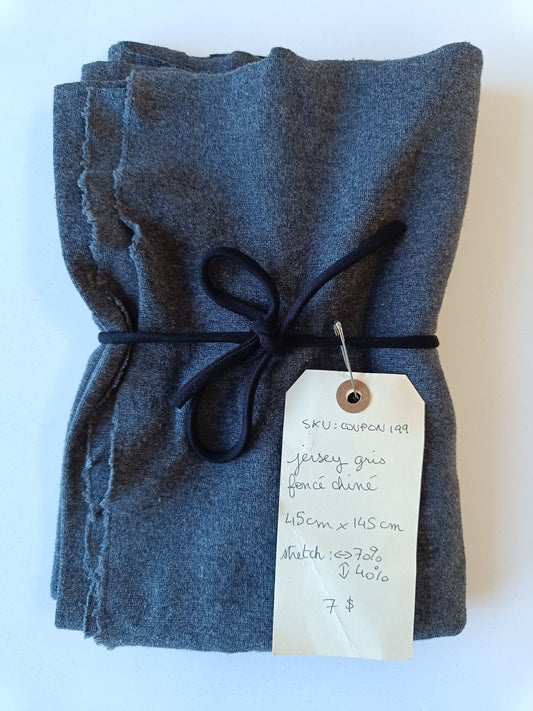 SKU: COUPON 199
jersey gris
foncé chiné
45cm x 145cm
stretch: ↔70%
↕40%
7 $